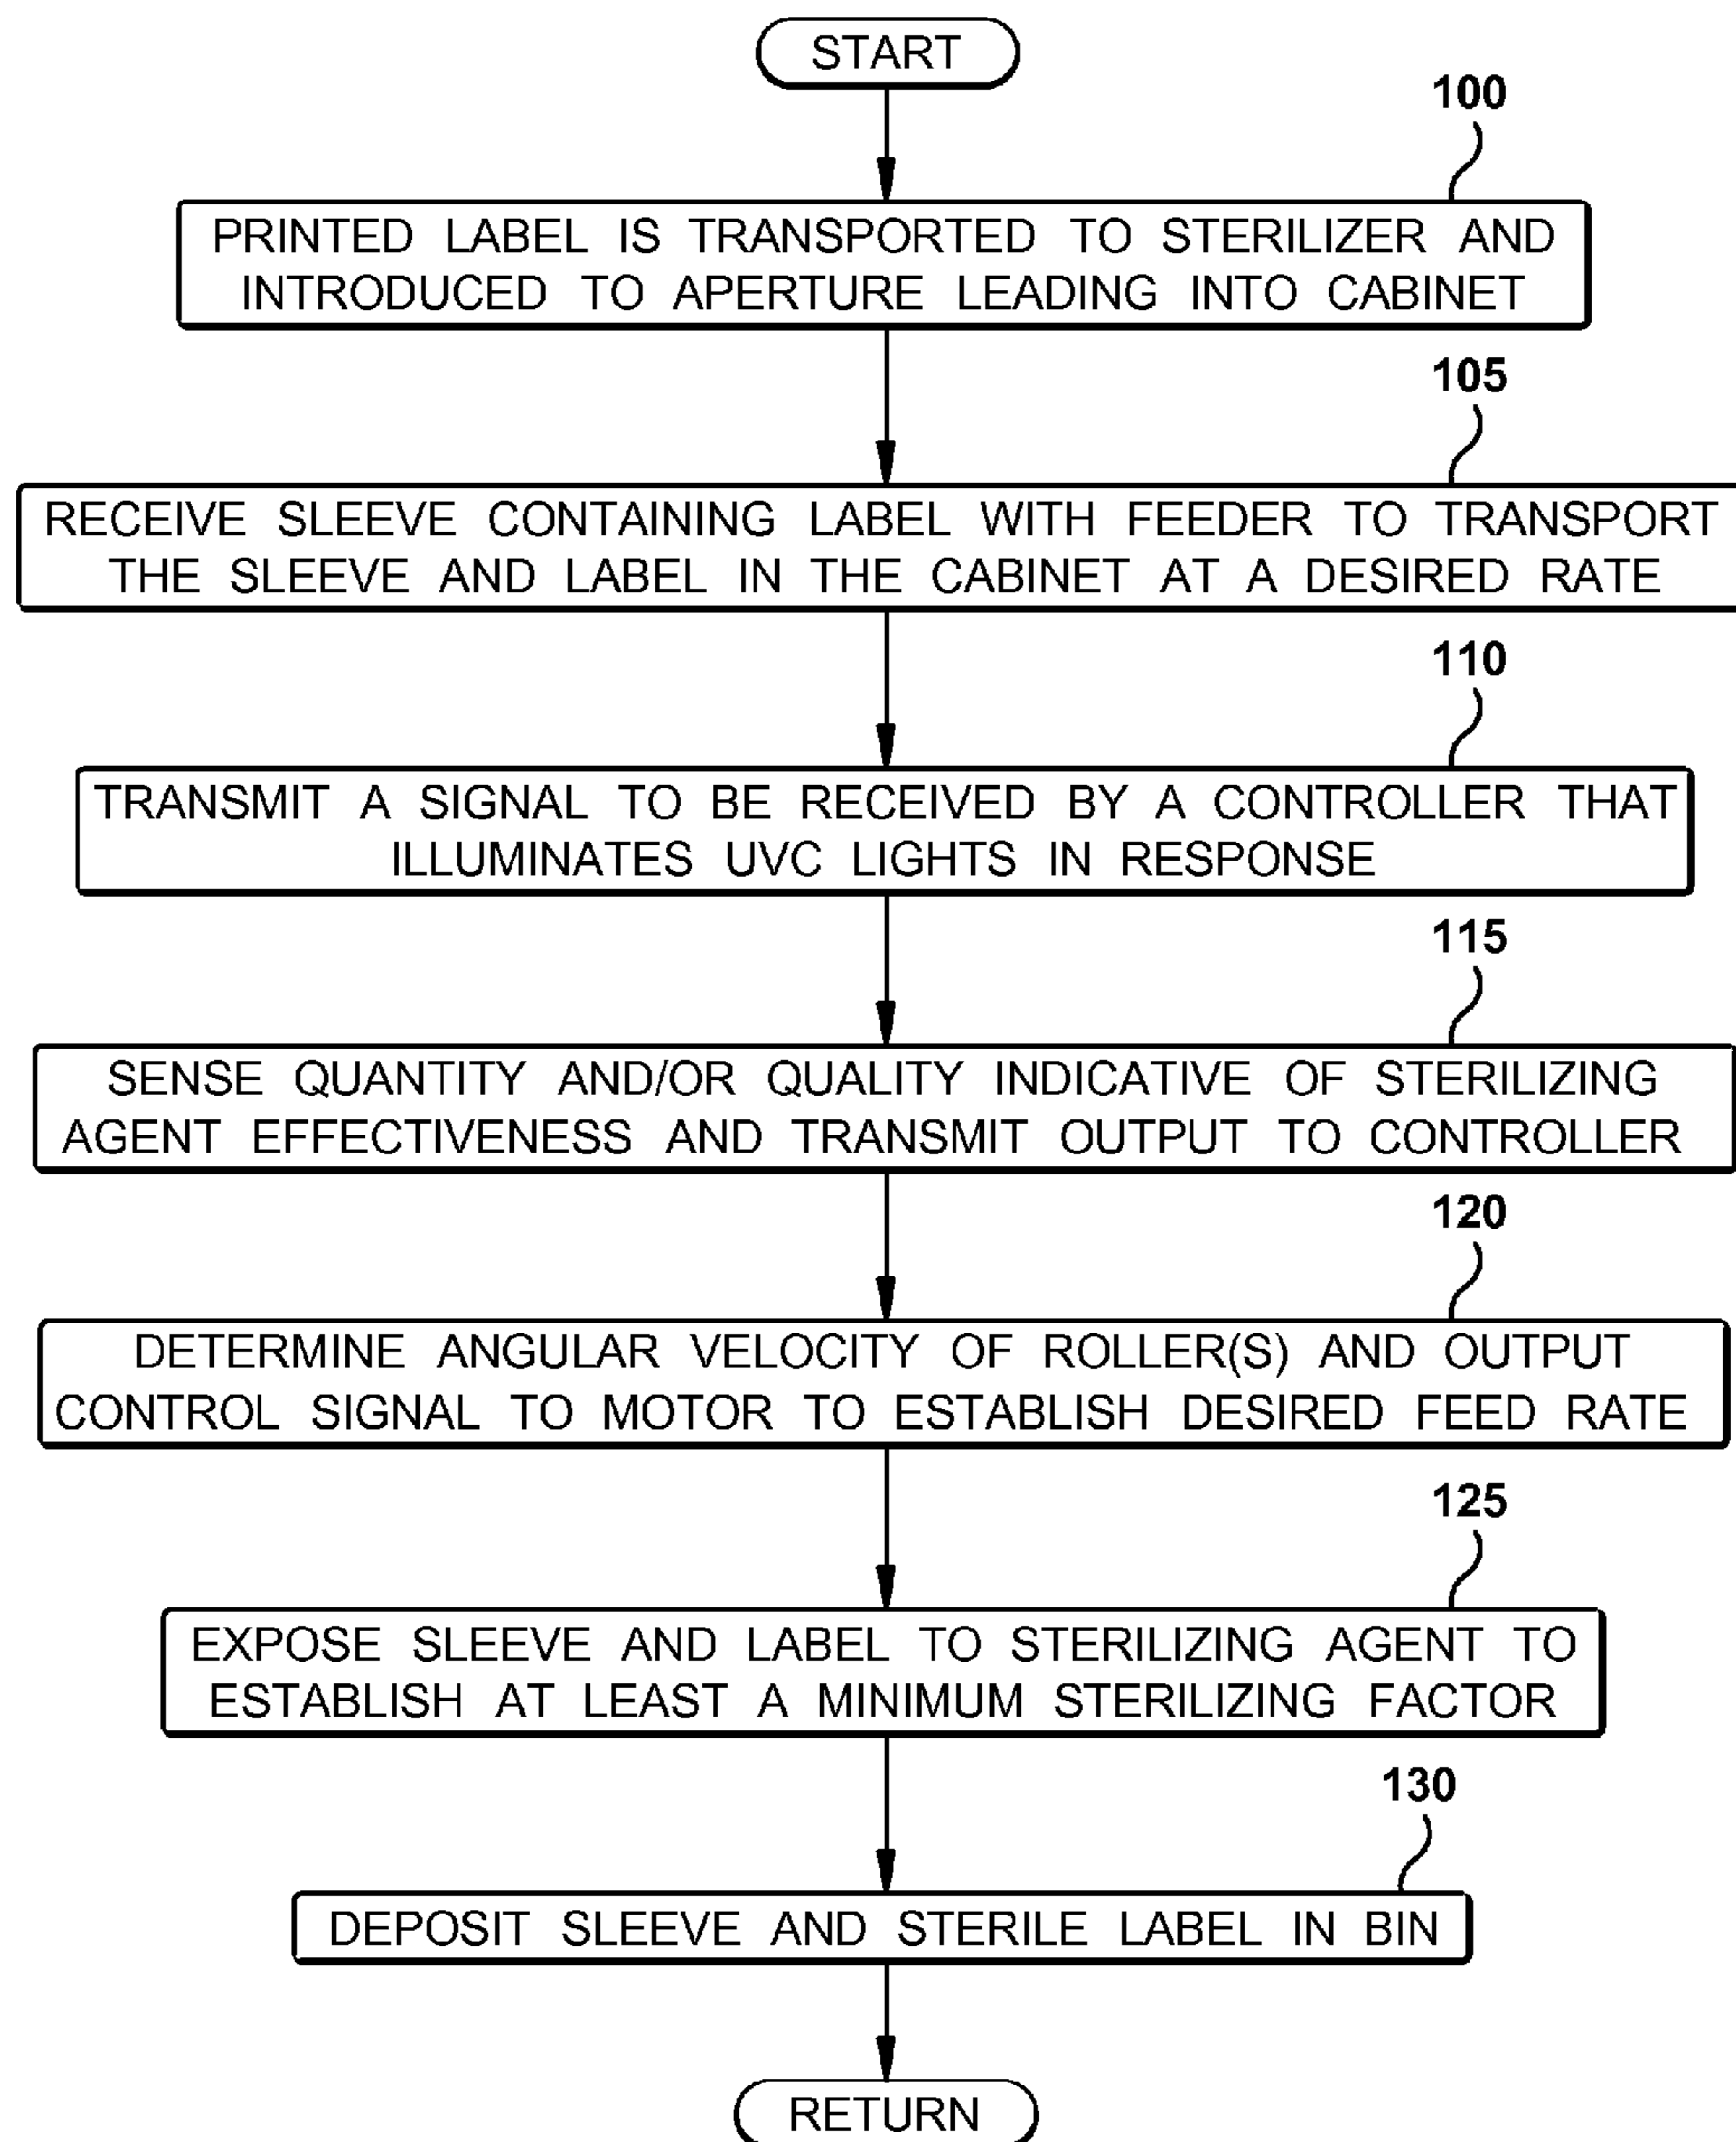 START
100
PRINTED LABEL IS TRANSPORTED TO STERILIZER AND
INTRODUCED TO APERTURE LEADING INTO CABINET
105
RECEIVE SLEEVE CONTAINING LABEL WITH FEEDER TO TRANSPORT
THE SLEEVE AND LABEL IN THE CABINET AT A DESIRED RATE
110
TRANSMIT A SIGNAL TO BE RECEIVED BY A CONTROLLER THAT
ILLUMINATES UVC LIGHTS IN RESPONSE
115
SENSE QUANTITY AND/OR QUALITY INDICATIVE OF STERILIZING
AGENT EFFECTIVENESS AND TRANSMIT OUTPUT TO CONTROLLER
120
DETERMINE ANGULAR VELOCITY OF ROLLER(S) AND OUTPUT
CONTROL SIGNAL TO MOTOR TO ESTABLISH DESIRED FEED RATE
125
EXPOSE SLEEVE AND LABEL TO STERILIZING AGENT TO
ESTABLISH AT LEAST A MINIMUM STERILIZING FACTOR
130
DEPOSIT SLEEVE AND STERILE LABEL IN BIN
RETURN